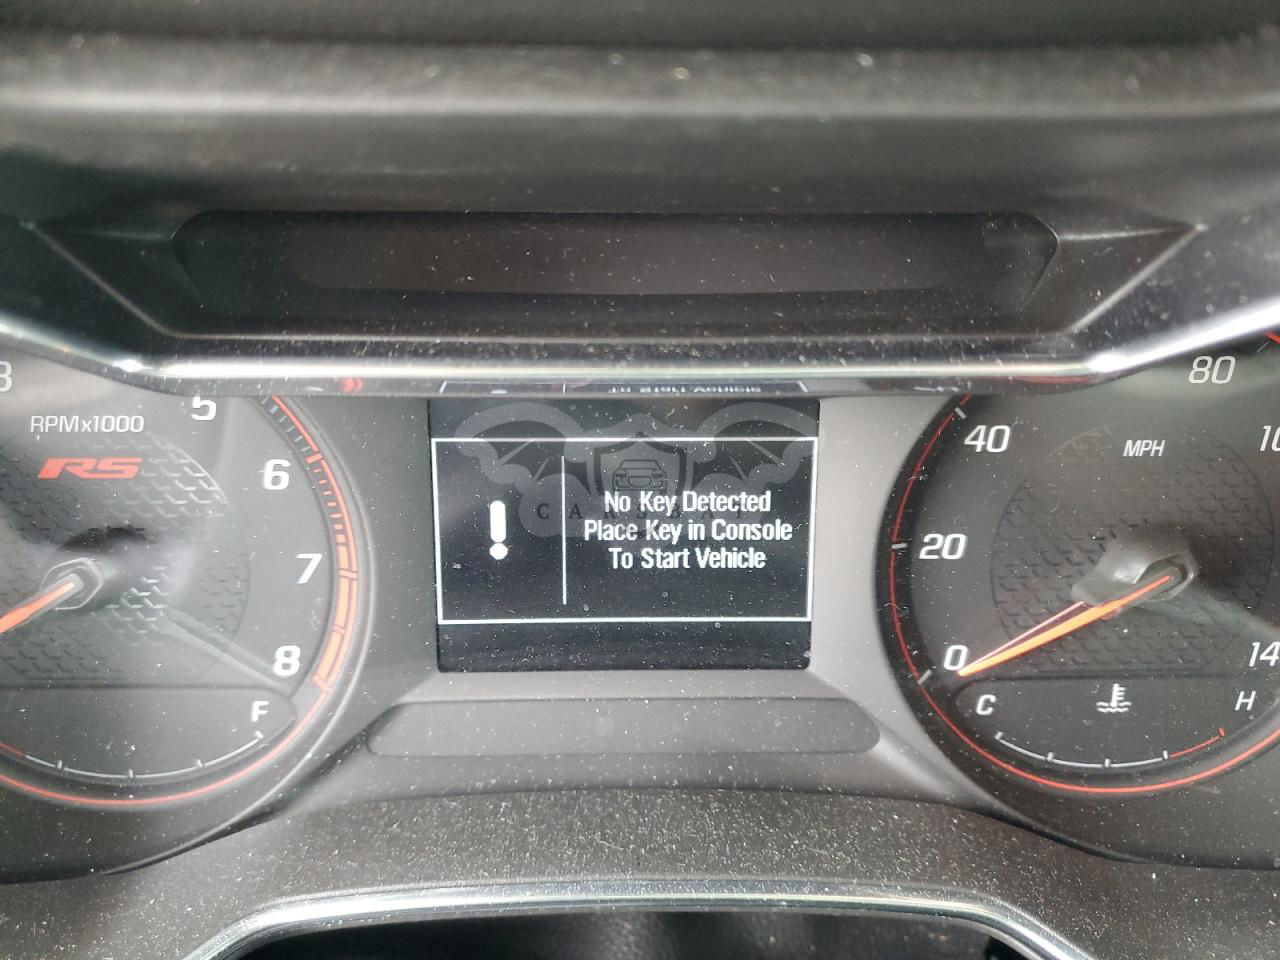 80
5
RPMx1000
RS
6
40
MPH
No Key Detected
Place Key in Console
To Start Vehicle
7
20
8
0
14
F
C
H